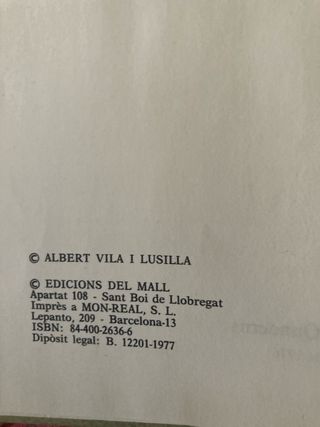 © ALBERT VILA I LUSILLA
© EDICIONS DEL MALL
Apartat 108 - Sant Boi de Llobregat
Imprès a MON-REAL, S. L.
Lepanto, 209 - Barcelona-13
ISBN: 84-400-2636-6
Dipòsit legal: B. 12201-1977